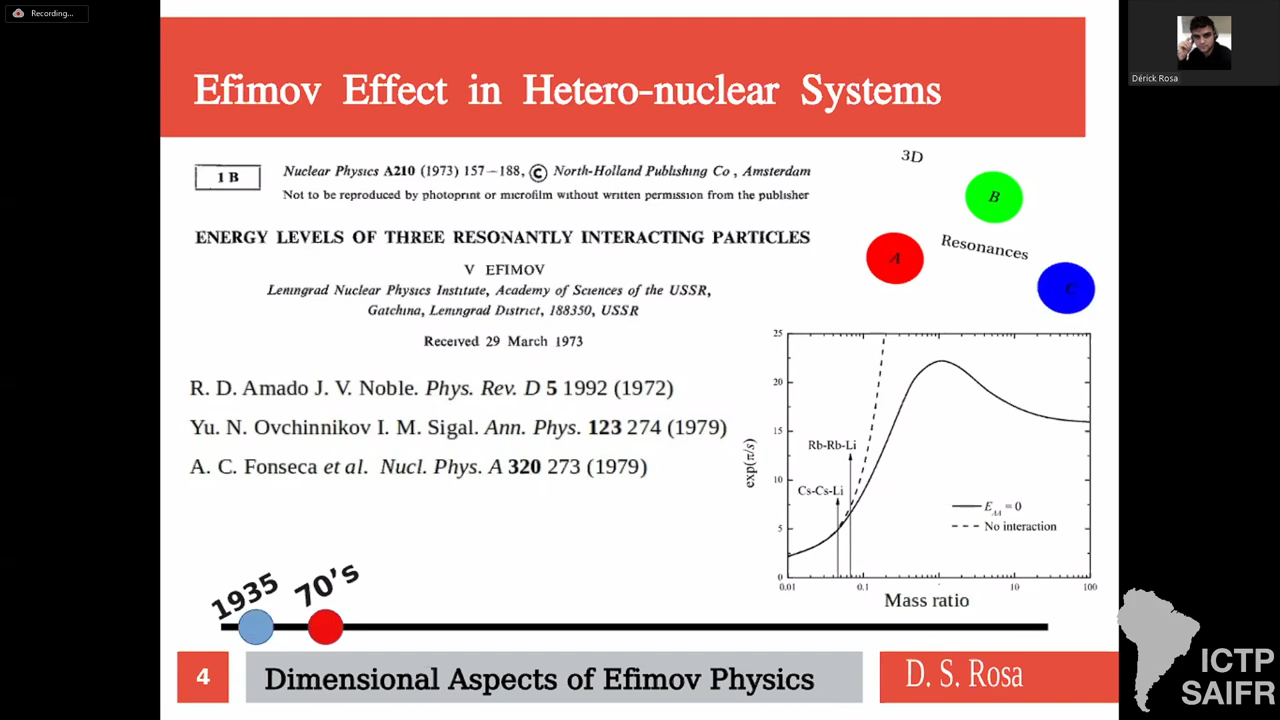 Recording...
Dérick Rosa
Efimov Effect in Hetero-nuclear Systems
1 B
Nuclear Physics A210 (1973) 157–188, © North-Holland Publishing Co , Amsterdam
Not to be reproduced by photoprint or microfilm without written permission from the publisher
ENERGY LEVELS OF THREE RESONANTLY INTERACTING PARTICLES
V EFIMOV
Leningrad Nuclear Physics Institute, Academy of Sciences of the USSR,
Gatchina, Leningrad District, 188350, USSR
Received 29 March 1973
R. D. Amado J. V. Noble. Phys. Rev. D 5 1992 (1972)
Yu. N. Ovchinnikov I. M. Sigal. Ann. Phys. 123 274 (1979)
A. C. Fonseca et al. Nucl. Phys. A 320 273 (1979)
3D
B
A
Resonances
C
25
20
15
10
5
0
exp(π/s)
Rb-Rb-Li
Cs-Cs-Li
E_AA = 0
No interaction
0.01 0.1 1 10 100
Mass ratio
1935
70's
4
Dimensional Aspects of Efimov Physics
D. S. Rosa
ICTP
SAIFR